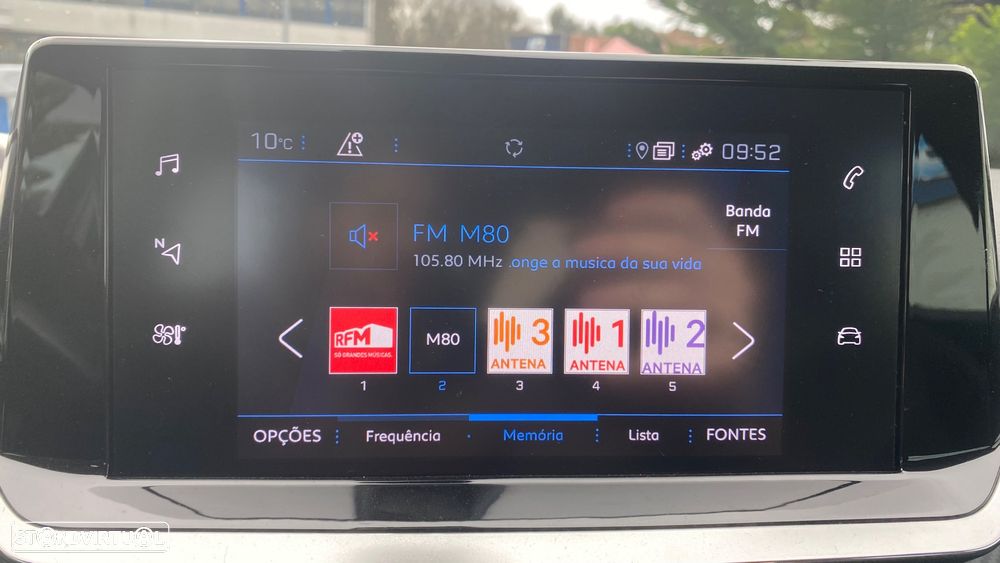 10°C
09:52
N
Banda
FM
FM M80
105.80 MHz .onge a musica da sua vida
RFM
SÓ GRANDES MÚSICAS.
M80
3
ANTENA
1
ANTENA
2
ANTENA
1 2 3 4 5
OPÇÕES Frequência Memória Lista FONTES
STANDVIRTUAL